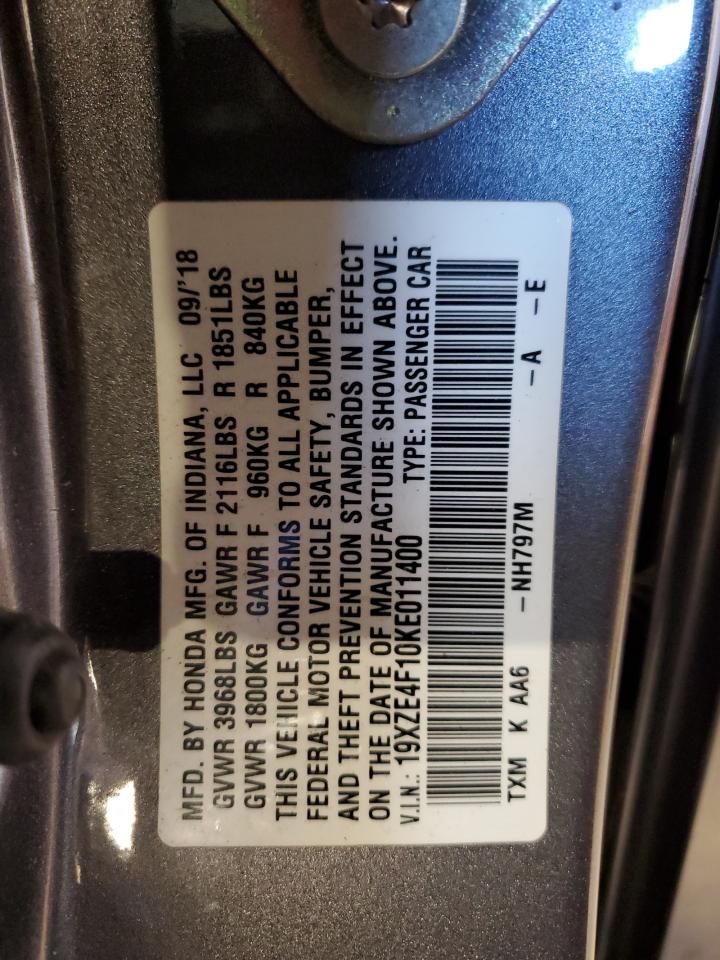 MFD. BY HONDA MFG. OF INDIANA, LLC 09/'18
GVWR 3968LBS GAWR F 2116LBS R 1851LBS
GVWR 1800KG GAWR F 960KG R 840KG
THIS VEHICLE CONFORMS TO ALL APPLICABLE
FEDERAL MOTOR VEHICLE SAFETY, BUMPER,
AND THEFT PREVENTION STANDARDS IN EFFECT
ON THE DATE OF MANUFACTURE SHOWN ABOVE.
V.I.N.: 19XZE4F10KE011400 TYPE: PASSENGER CAR
TXM K AA6 -NH797M -A -E